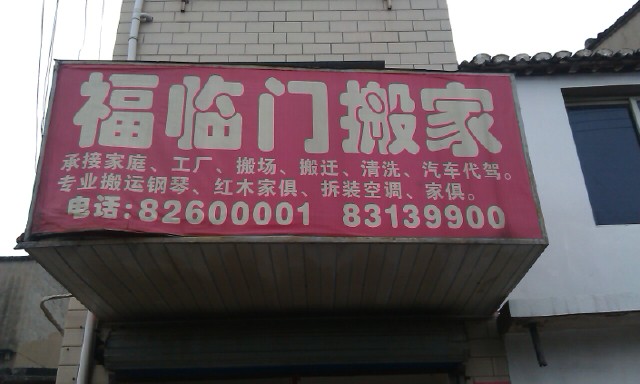 福临门搬家
承接家庭、工厂、搬场、搬迁、清洗、汽车代驾。
专业搬运钢琴、红木家俱、拆装空调、家俱。
电话:82600001 83139900